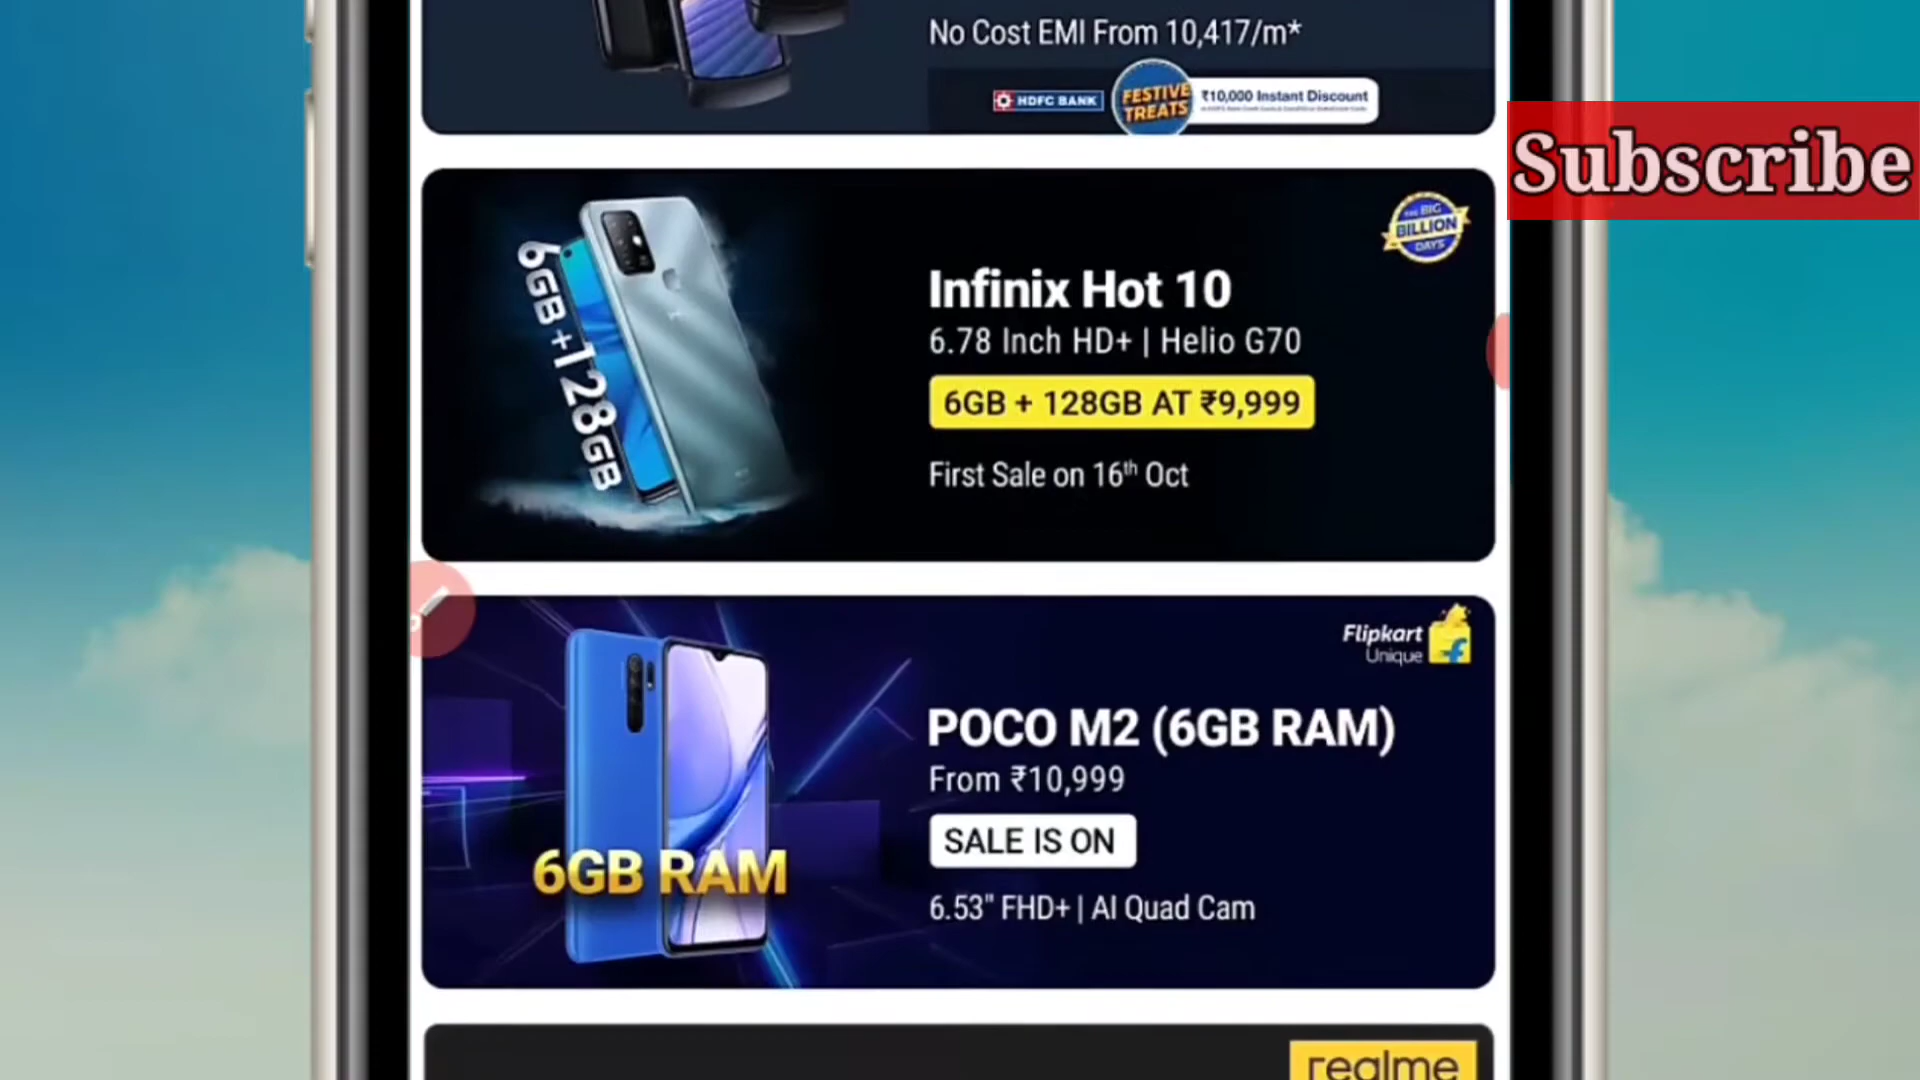 No Cost EMI From 10,417/m*
HDFC BANK
FESTIVE
TREATS
₹10,000 Instant Discount
Subscribe
THE BIG
BILLION
DAYS
6GB+128GB
Infinix Hot 10
6.78 Inch HD+ | Helio G70
6GB + 128GB AT ₹9,999
First Sale on 16th Oct
Flipkart
Unique
POCO M2 (6GB RAM)
From ₹10,999
SALE IS ON
6GB RAM
6.53" FHD+ | AI Quad Cam
realme